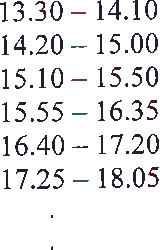 13.30 – 14.10
14.20 – 15.00
15.10 – 15.50
15.55 – 16.35
16.40 – 17.20
17.25 – 18.05